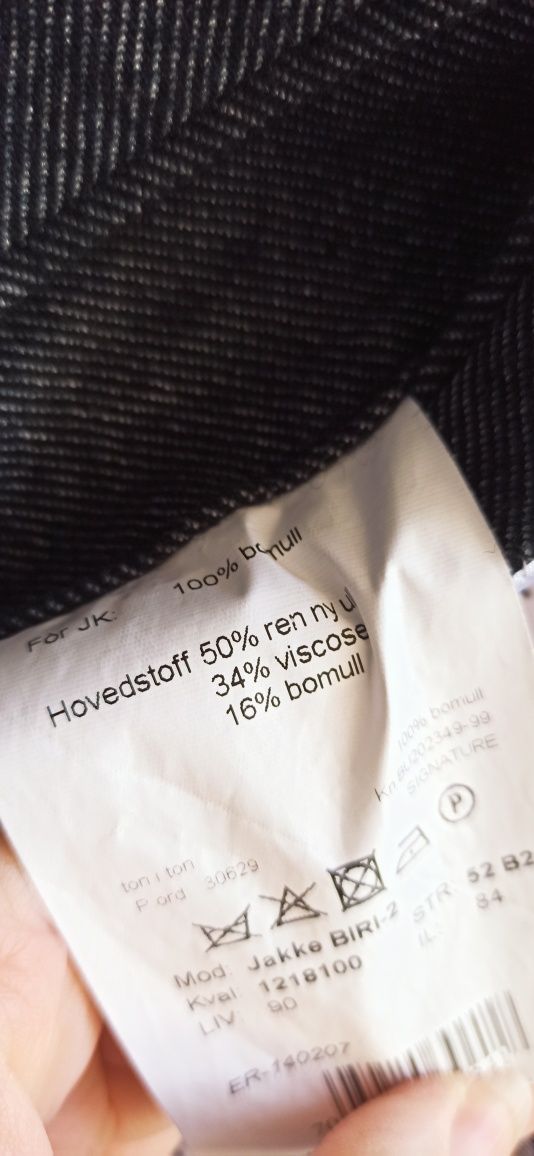 För JK: 100% bomull
Hovedstoff 50% ren ny ull
34% viscose
16% bomull
100% bomull
SIGNATURE
ton i ton
P ord 30629
P
Mod: Jakke BIRI-2
Kval: 1218100
LIV: 90
STR: 52 B2
IL: 84
ER-140207